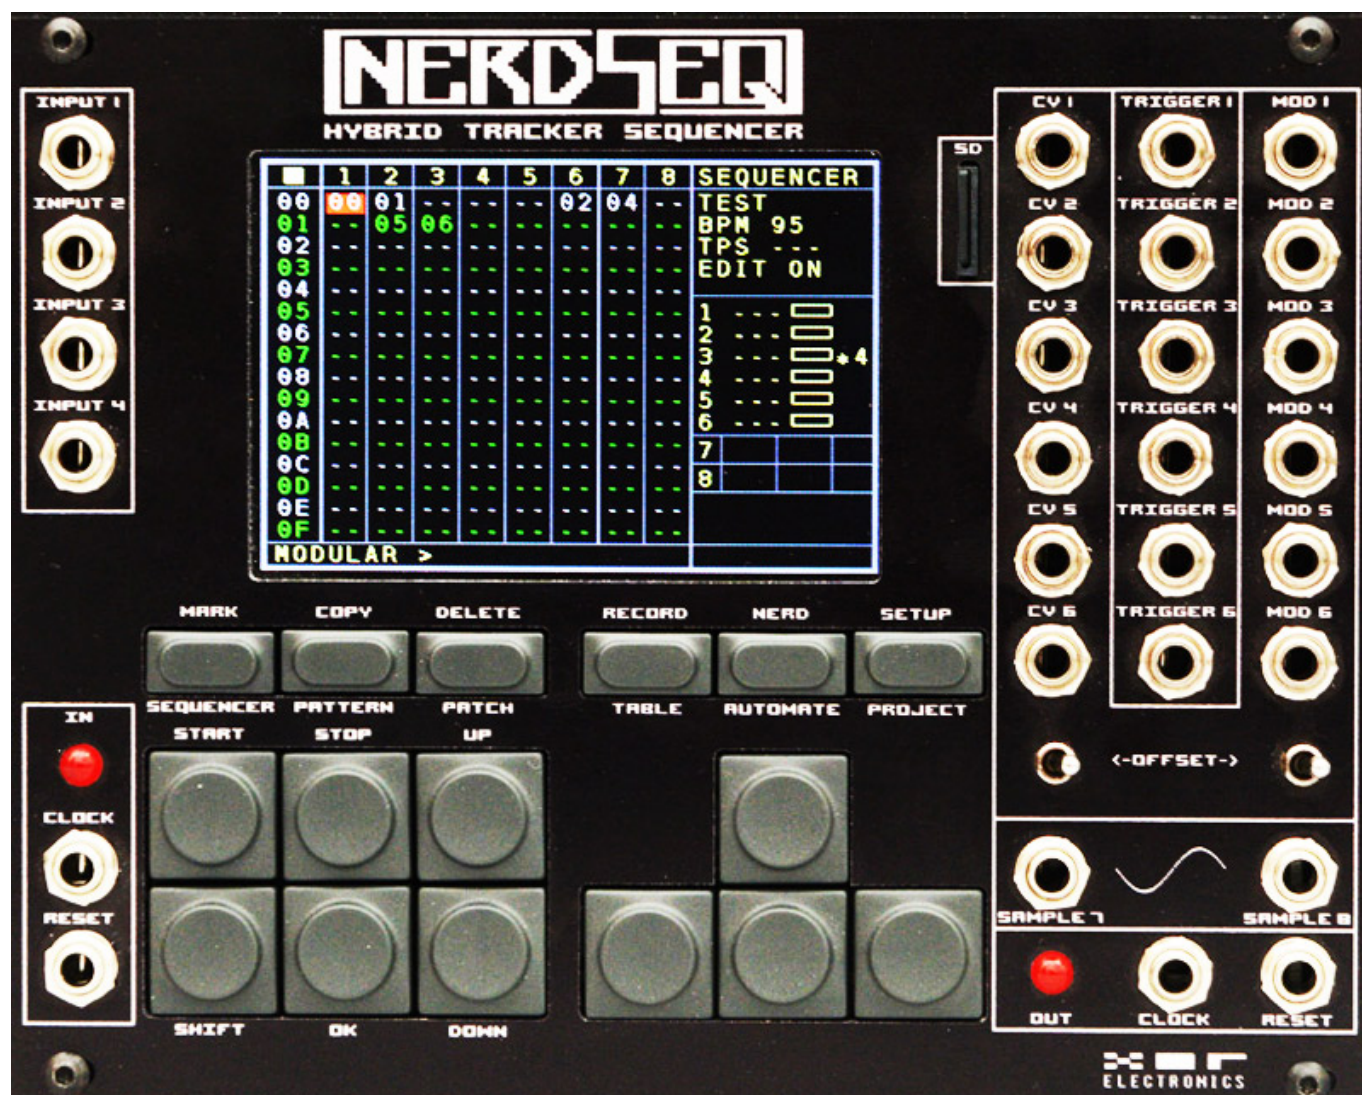 NERDSEQ
HYBRID TRACKER SEQUENCER
INPUT 1
INPUT 2
INPUT 3
INPUT 4
1 2 3 4 5 6 7 8 SEQUENCER
00 00 01 -- -- -- 02 04 -- TEST
01 -- 05 06 -- -- -- -- -- BPM 95
02 -- -- -- -- -- -- -- -- TPS ---
03 -- -- -- -- -- -- -- -- EDIT ON
04 -- -- -- -- -- -- -- --
05 -- -- -- -- -- -- -- -- 1 ---
06 -- -- -- -- -- -- -- -- 2 ---
07 -- -- -- -- -- -- -- -- 3 --- *4
08 -- -- -- -- -- -- -- -- 4 ---
09 -- -- -- -- -- -- -- -- 5 ---
0A -- -- -- -- -- -- -- -- 6 ---
0B -- -- -- -- -- -- -- -- 7
0C -- -- -- -- -- -- -- --
0D -- -- -- -- -- -- -- -- 8
0E -- -- -- -- -- -- -- --
0F -- -- -- -- -- -- -- --
MODULAR >
SD
CV 1 TRIGGER 1 MOD 1
CV 2 TRIGGER 2 MOD 2
CV 3 TRIGGER 3 MOD 3
CV 4 TRIGGER 4 MOD 4
CV 5 TRIGGER 5 MOD 5
CV 6 TRIGGER 6 MOD 6
<-OFFSET->
MARK COPY DELETE RECORD NERD SETUP
SEQUENCER PATTERN PATCH TABLE AUTOMATE PROJECT
START STOP UP
SHIFT OK DOWN
IN
CLOCK
RESET
SAMPLE 7 SAMPLE 8
OUT CLOCK RESET
XOR
ELECTRONICS